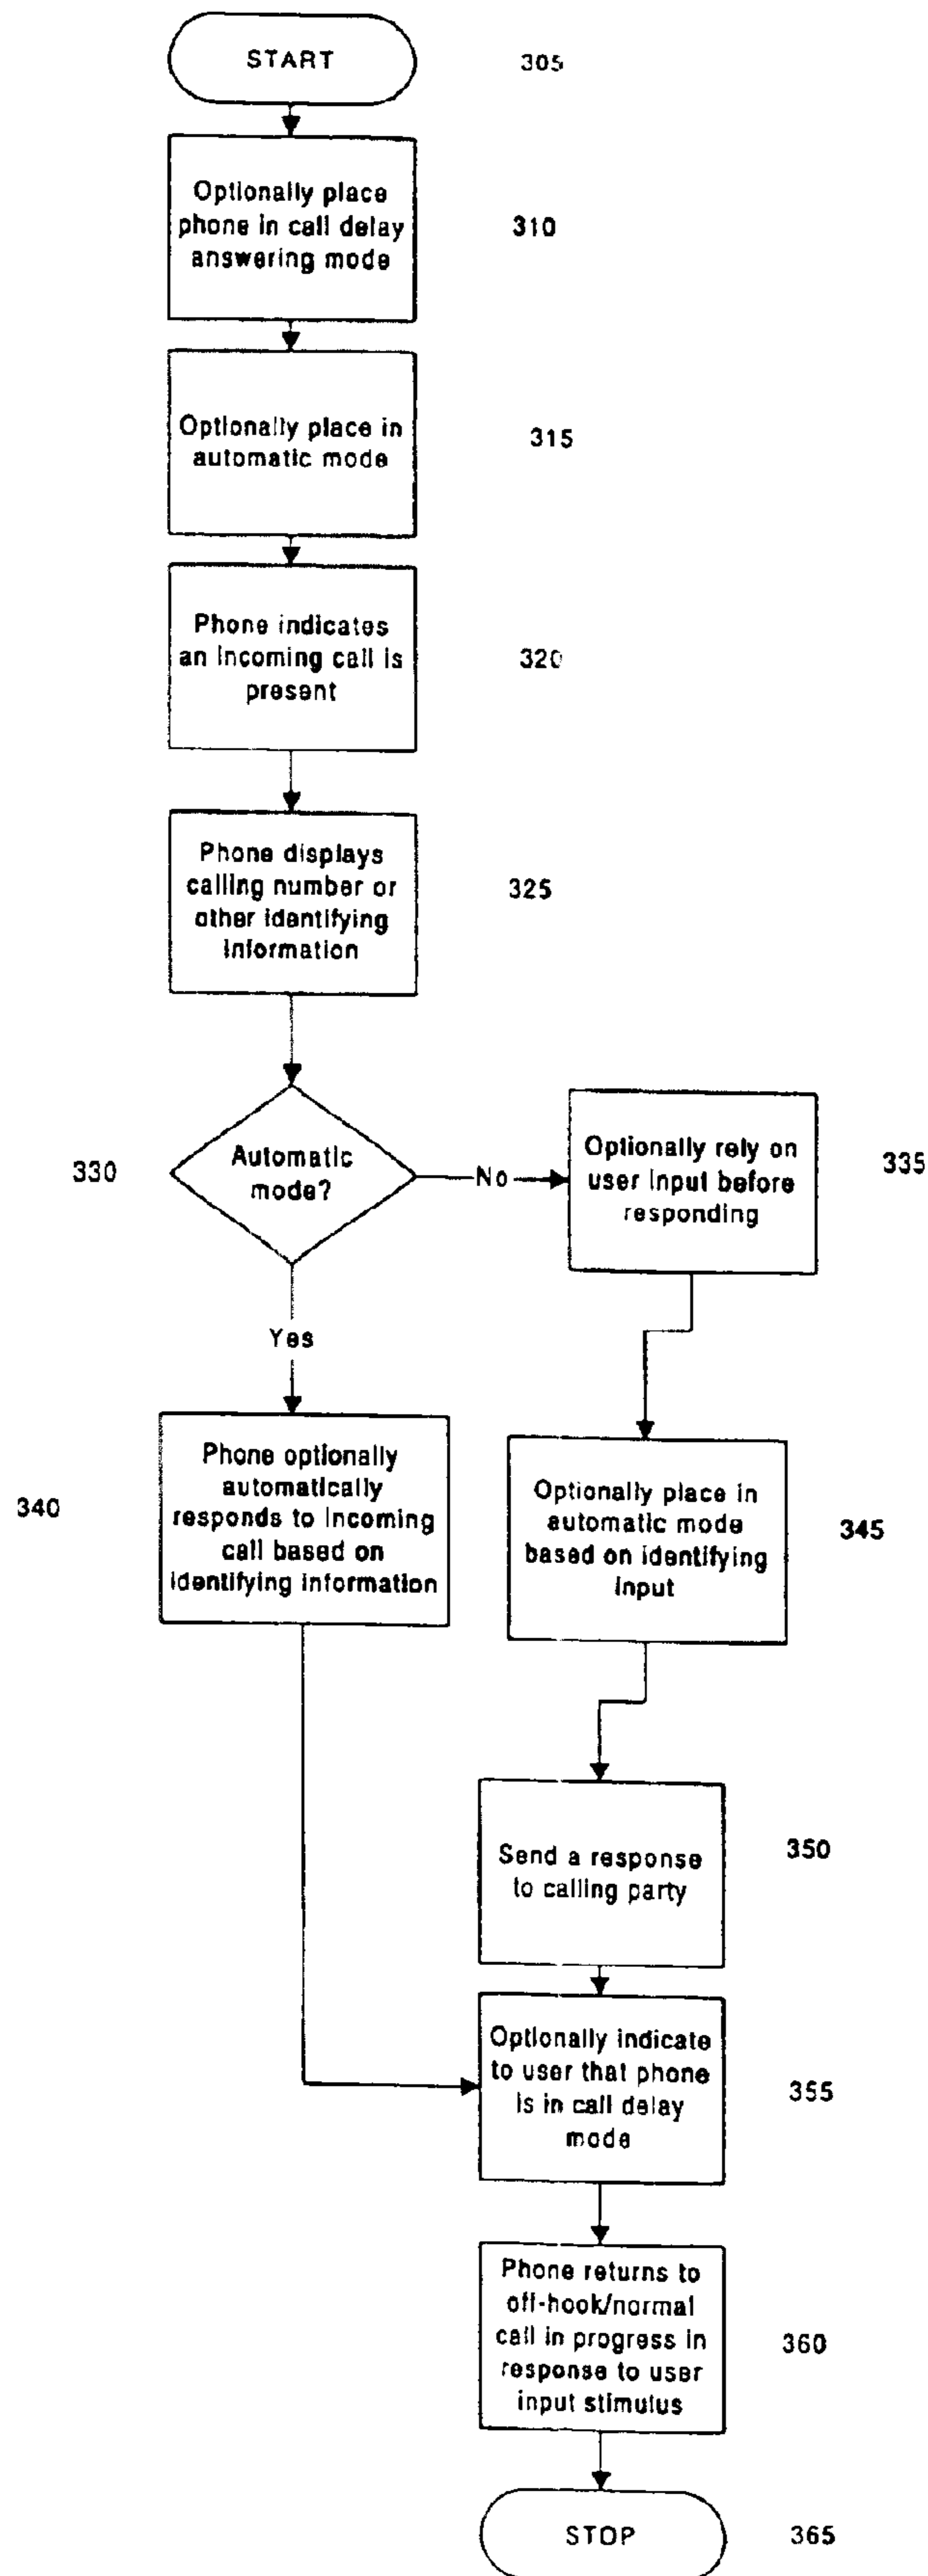 START
305
Optionally place
phone in call delay
answering mode
310
Optionally place in
automatic mode
315
Phone indicates
an incoming call is
present
320
Phone displays
calling number or
other identifying
information
325
330
Automatic
mode?
No
Optionally rely on
user input before
responding
335
Yes
340
Phone optionally
automatically
responds to incoming
call based on
identifying information
Optionally place in
automatic mode
based on identifying
input
345
Send a response
to calling party
350
Optionally indicate
to user that phone
is in call delay
mode
355
Phone returns to
off-hook/normal
call in progress in
response to user
input stimulus
360
STOP
365